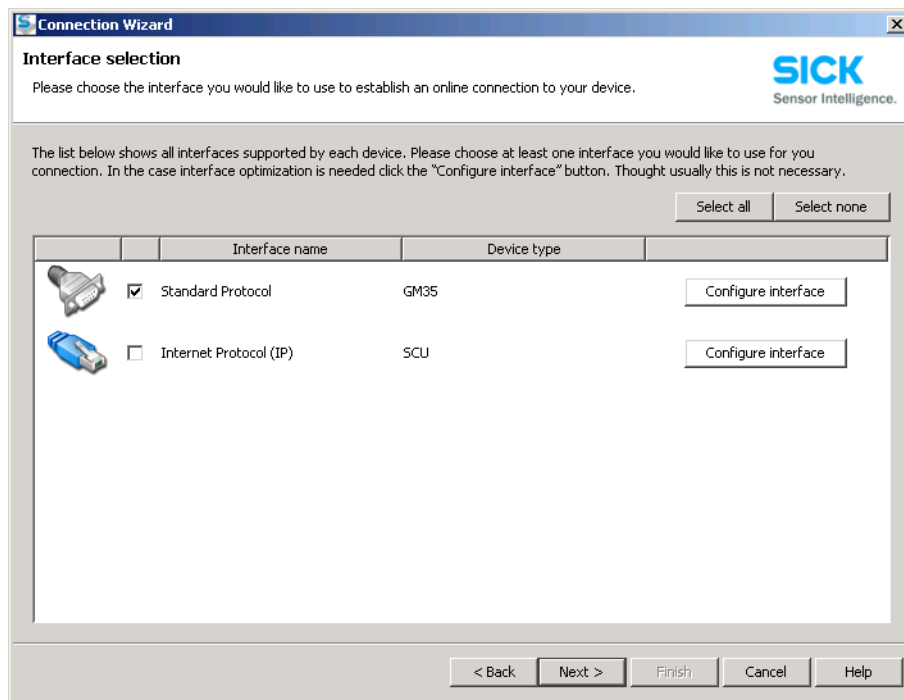 Connection Wizard
Interface selection
Please choose the interface you would like to use to establish an online connection to your device.
SICK
Sensor Intelligence.
The list below shows all interfaces supported by each device. Please choose at least one interface you would like to use for you
connection. In the case interface optimization is needed click the "Configure interface" button. Thought usually this is not necessary.
Select all Select none
Interface name Device type
Standard Protocol GM35 Configure interface
Internet Protocol (IP) SCU Configure interface
< Back Next > Finish Cancel Help